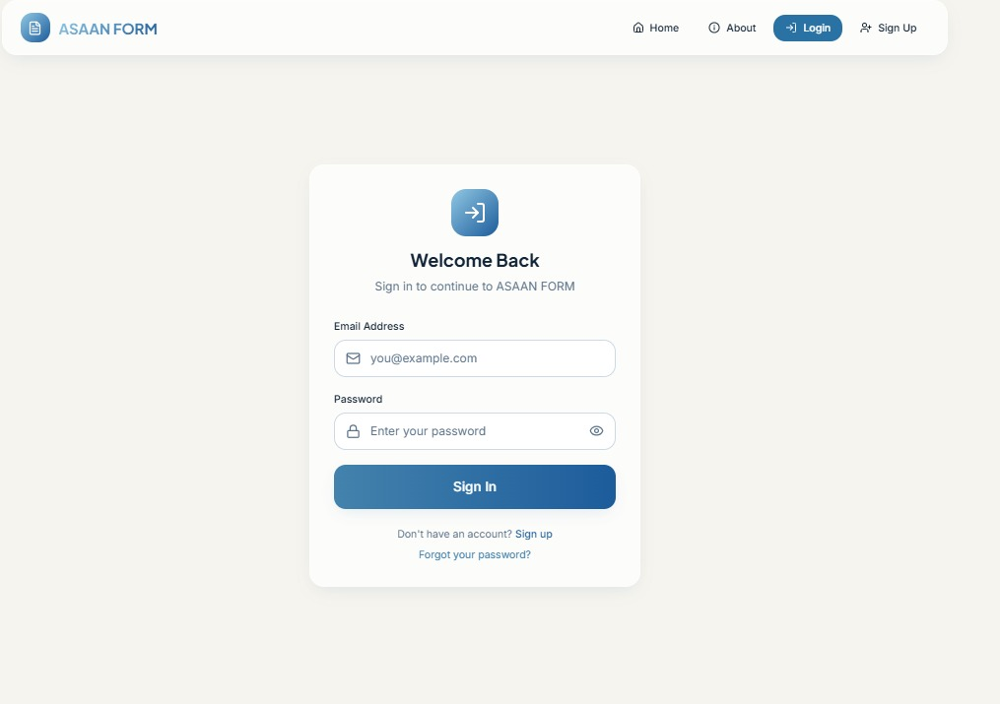 ASAAN FORM
Home
About
Login
Sign Up
Welcome Back
Sign in to continue to ASAAN FORM
Email Address
you@example.com
Password
Enter your password
Sign In
Don't have an account? Sign up
Forgot your password?